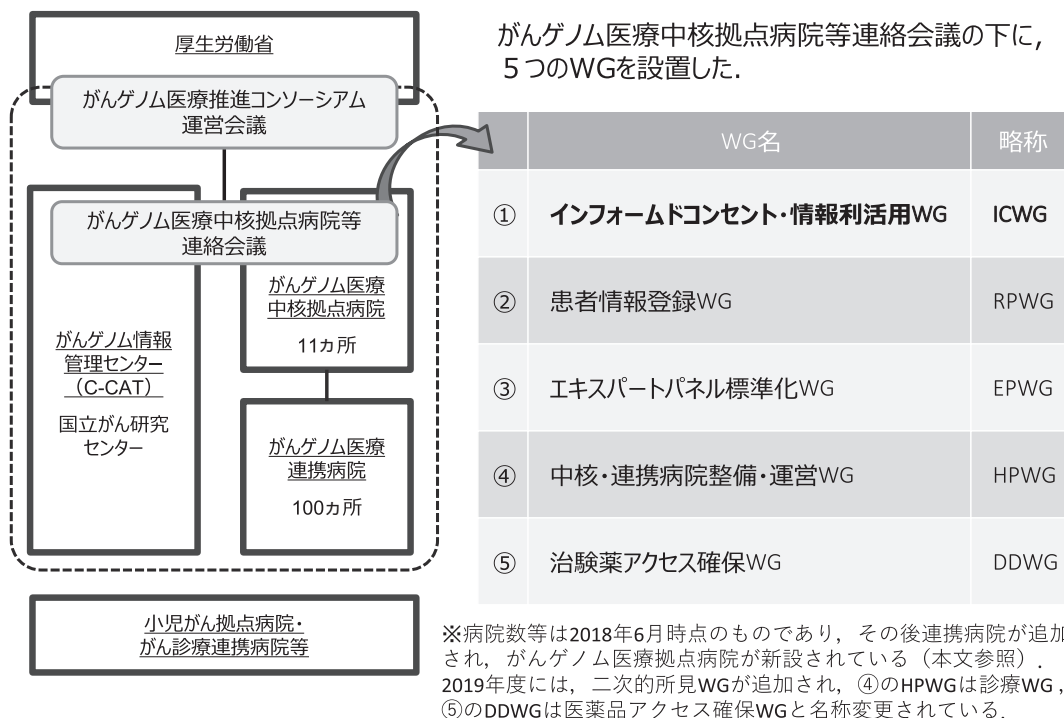 厚生労働省
がんゲノム医療推進コンソーシアム
運営会議
がんゲノム医療中核拠点病院等
連絡会議
がんゲノム医療
中核拠点病院
11ヵ所
がんゲノム情報
管理センター
（C-CAT）
国立がん研究
センター
がんゲノム医療
連携病院
100ヵ所
小児がん拠点病院・
がん診療連携病院等
がんゲノム医療中核拠点病院等連絡会議の下に，
５つのWGを設置した．
WG名 略称
① インフォームドコンセント・情報利活用WG ICWG
② 患者情報登録WG RPWG
③ エキスパートパネル標準化WG EPWG
④ 中核・連携病院整備・運営WG HPWG
⑤ 治験薬アクセス確保WG DDWG
※病院数等は2018年6月時点のものであり，その後連携病院が追加
され，がんゲノム医療拠点病院が新設されている（本文参照）．
2019年度には，二次的所見WGが追加され，④のHPWGは診療WG，
⑤のDDWGは医薬品アクセス確保WGと名称変更されている．